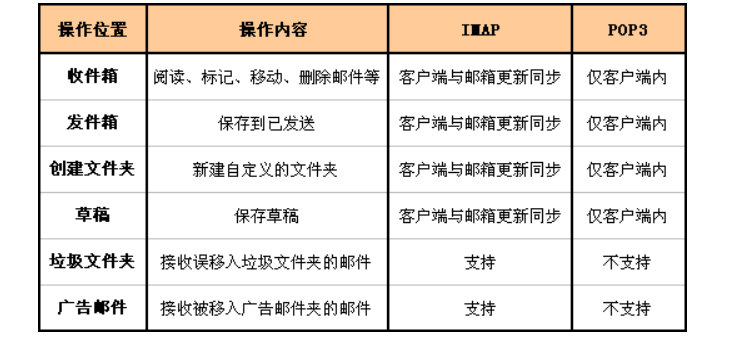 操作位置 操作内容 IMAP POP3
收件箱 阅读、标记、移动、删除邮件等 客户端与邮箱更新同步 仅客户端内
发件箱 保存到已发送 客户端与邮箱更新同步 仅客户端内
创建文件夹 新建自定义的文件夹 客户端与邮箱更新同步 仅客户端内
草稿 保存草稿 客户端与邮箱更新同步 仅客户端内
垃圾文件夹 接收误移入垃圾文件夹的邮件 支持 不支持
广告邮件 接收被移入广告邮件夹的邮件 支持 不支持